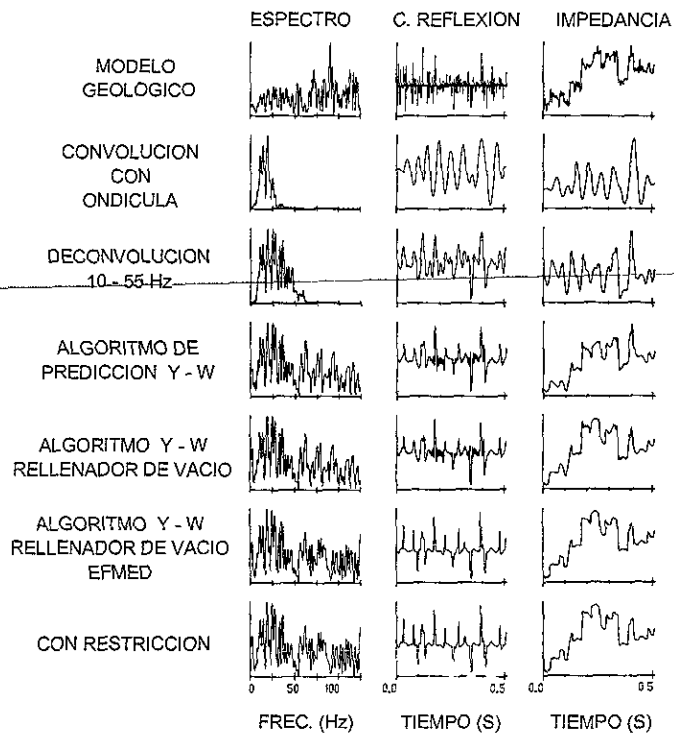 ESPECTRO C. REFLEXION IMPEDANCIA
MODELO
GEOLOGICO
CONVOLUCION
CON
ONDICULA
DECONVOLUCION
10 - 55 Hz
ALGORITMO DE
PREDICCION Y - W
ALGORITMO Y - W
RELLENADOR DE VACIO
ALGORITMO Y - W
RELLENADOR DE VACIO
EFMED
CON RESTRICCION
0 50 100 0.0 0.5 0.0 0.5
FREC. (Hz) TIEMPO (S) TIEMPO (S)